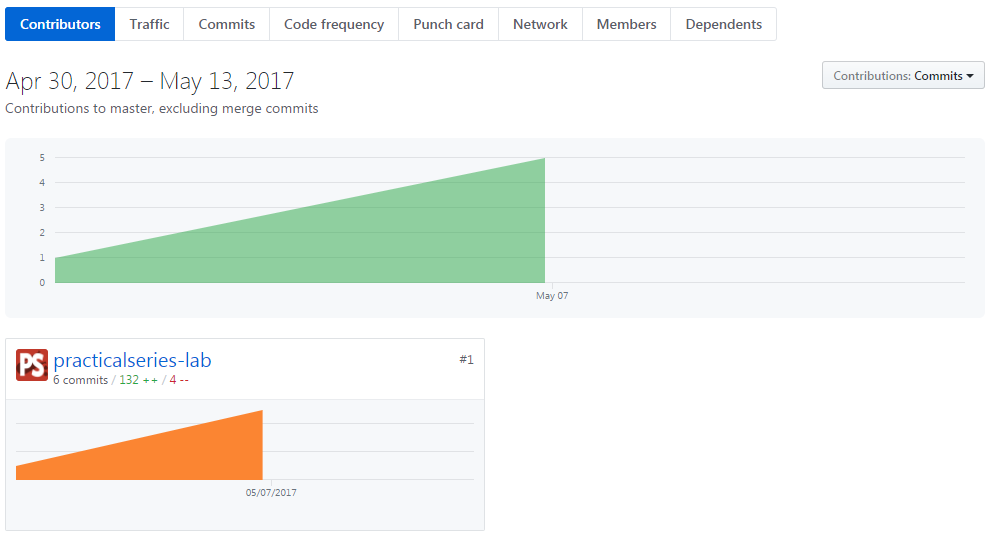 Contributors Traffic Commits Code frequency Punch card Network Members Dependents
Apr 30, 2017 – May 13, 2017
Contributions: Commits
Contributions to master, excluding merge commits
5
4
3
2
1
0
May 07
PS practicalseries-lab #1
6 commits / 132 ++ / 4 --
05/07/2017